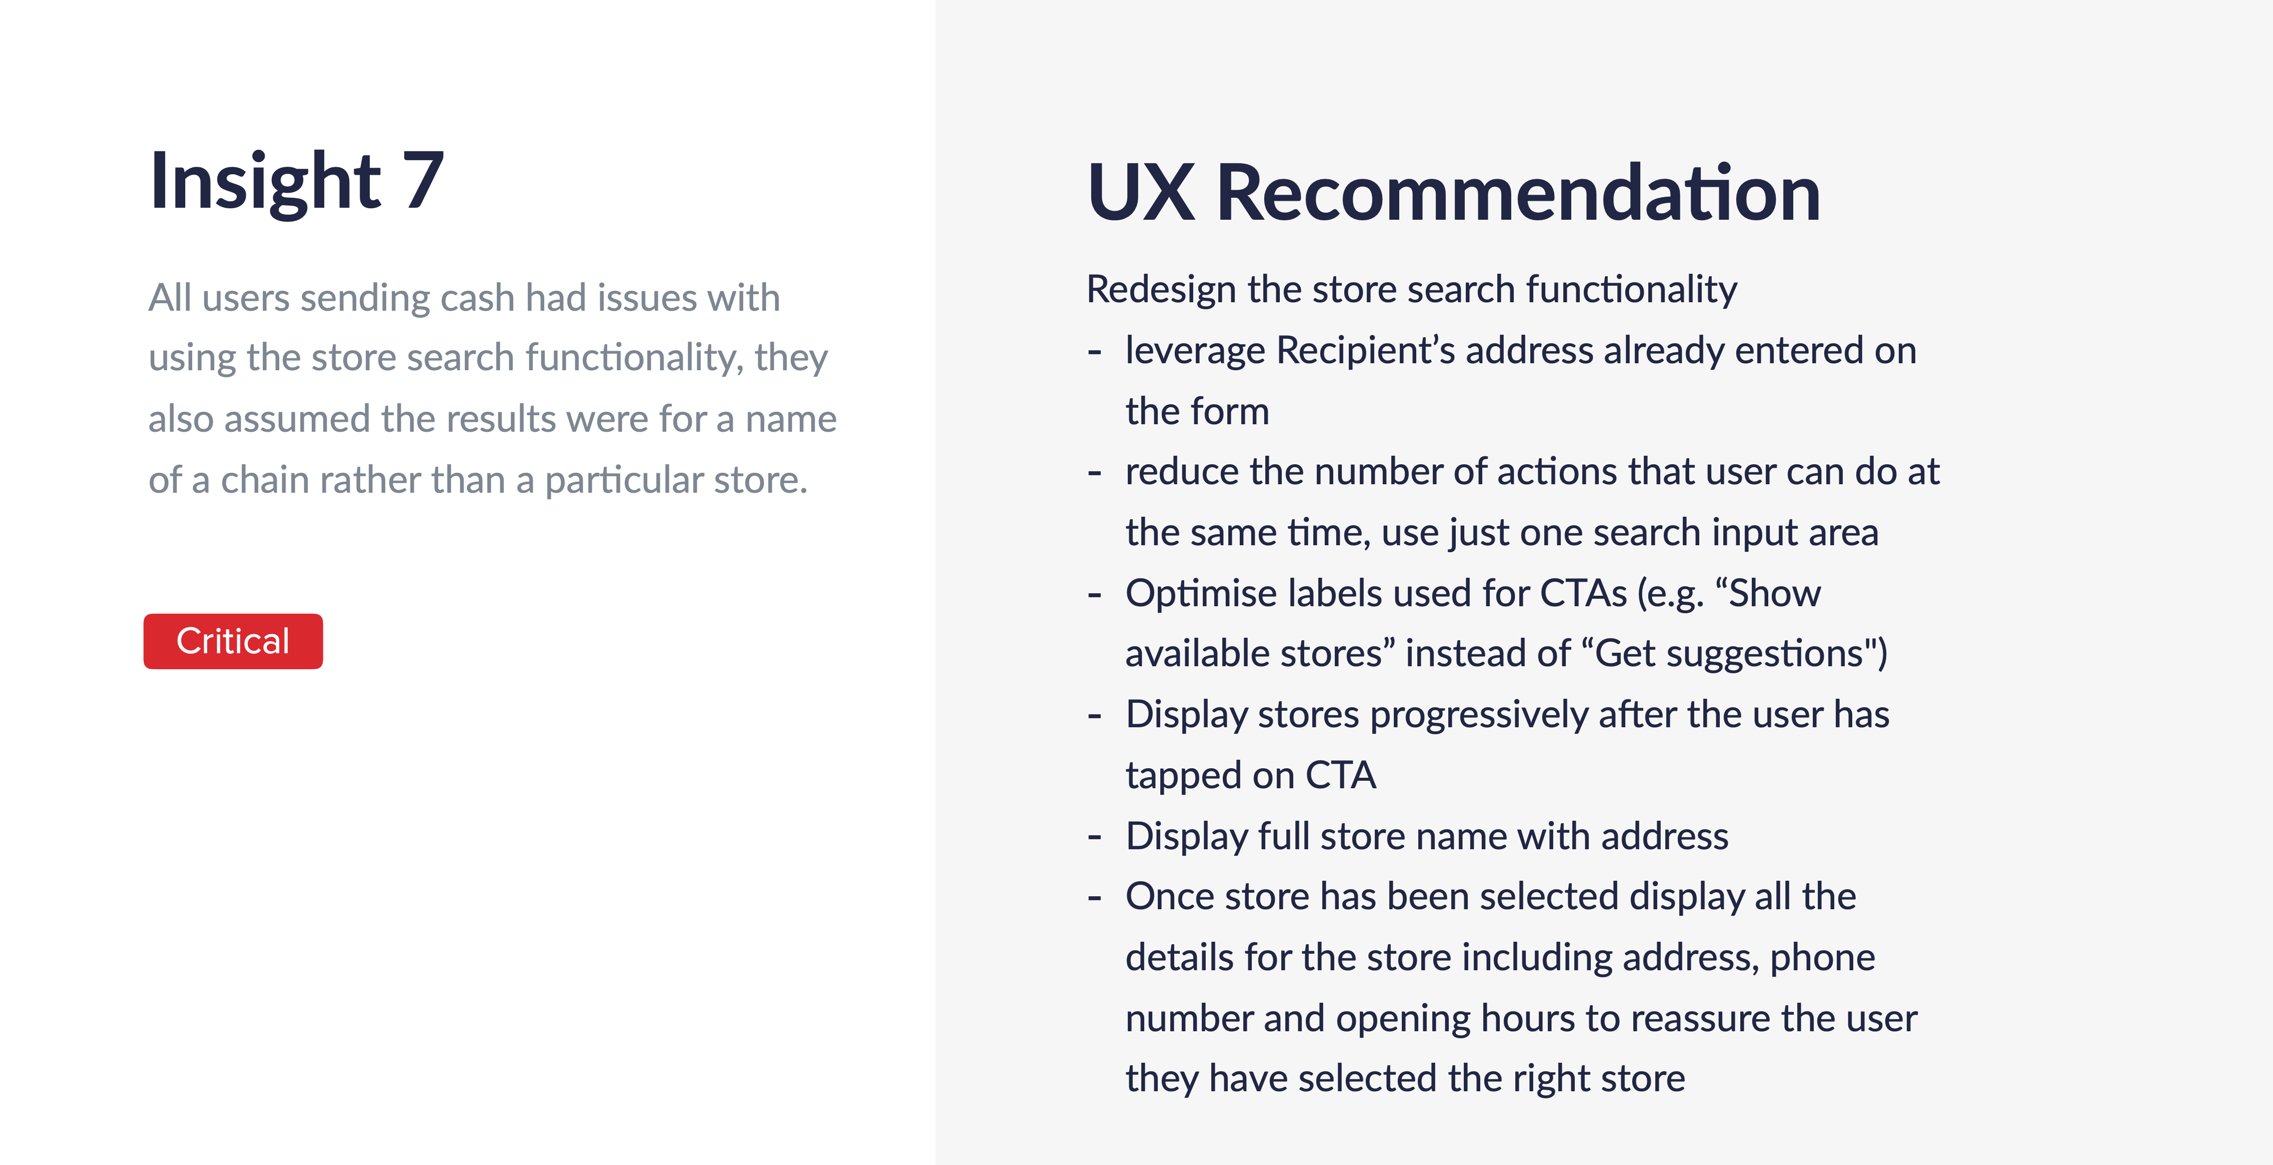 Insight 7
All users sending cash had issues with
using the store search functionality, they
also assumed the results were for a name
of a chain rather than a particular store.
Critical
UX Recommendation
Redesign the store search functionality
- leverage Recipient’s address already entered on
the form
- reduce the number of actions that user can do at
the same time, use just one search input area
- Optimise labels used for CTAs (e.g. “Show
available stores” instead of “Get suggestions")
- Display stores progressively after the user has
tapped on CTA
- Display full store name with address
- Once store has been selected display all the
details for the store including address, phone
number and opening hours to reassure the user
they have selected the right store